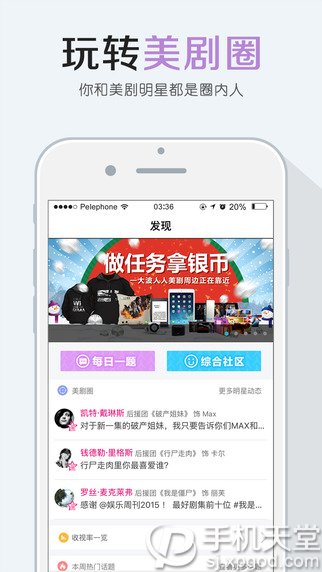 玩转美剧圈
你和美剧明星都是圈内人
Pelephone 03:36 20%
发现
做任务拿银币
一大波人人美剧周边正在靠近
每日一题 综合社区
美剧圈 更多明星动态
凯特·戴琳斯 后援团《破产姐妹》 饰 Max
对于新一集的破产姐妹，我只要告诉你们MAX和...
钱德勒·里格斯 后援团《行尸走肉》 饰 卡尔
行尸走肉里你最喜爱谁?
罗丝·麦克莱弗 后援团《我是僵尸》 饰 丽芙
感谢 @娱乐周刊2015！ 最好剧集前十位 #我是...
收视率一览
本周热门话题
手机天堂
sjxogod.com